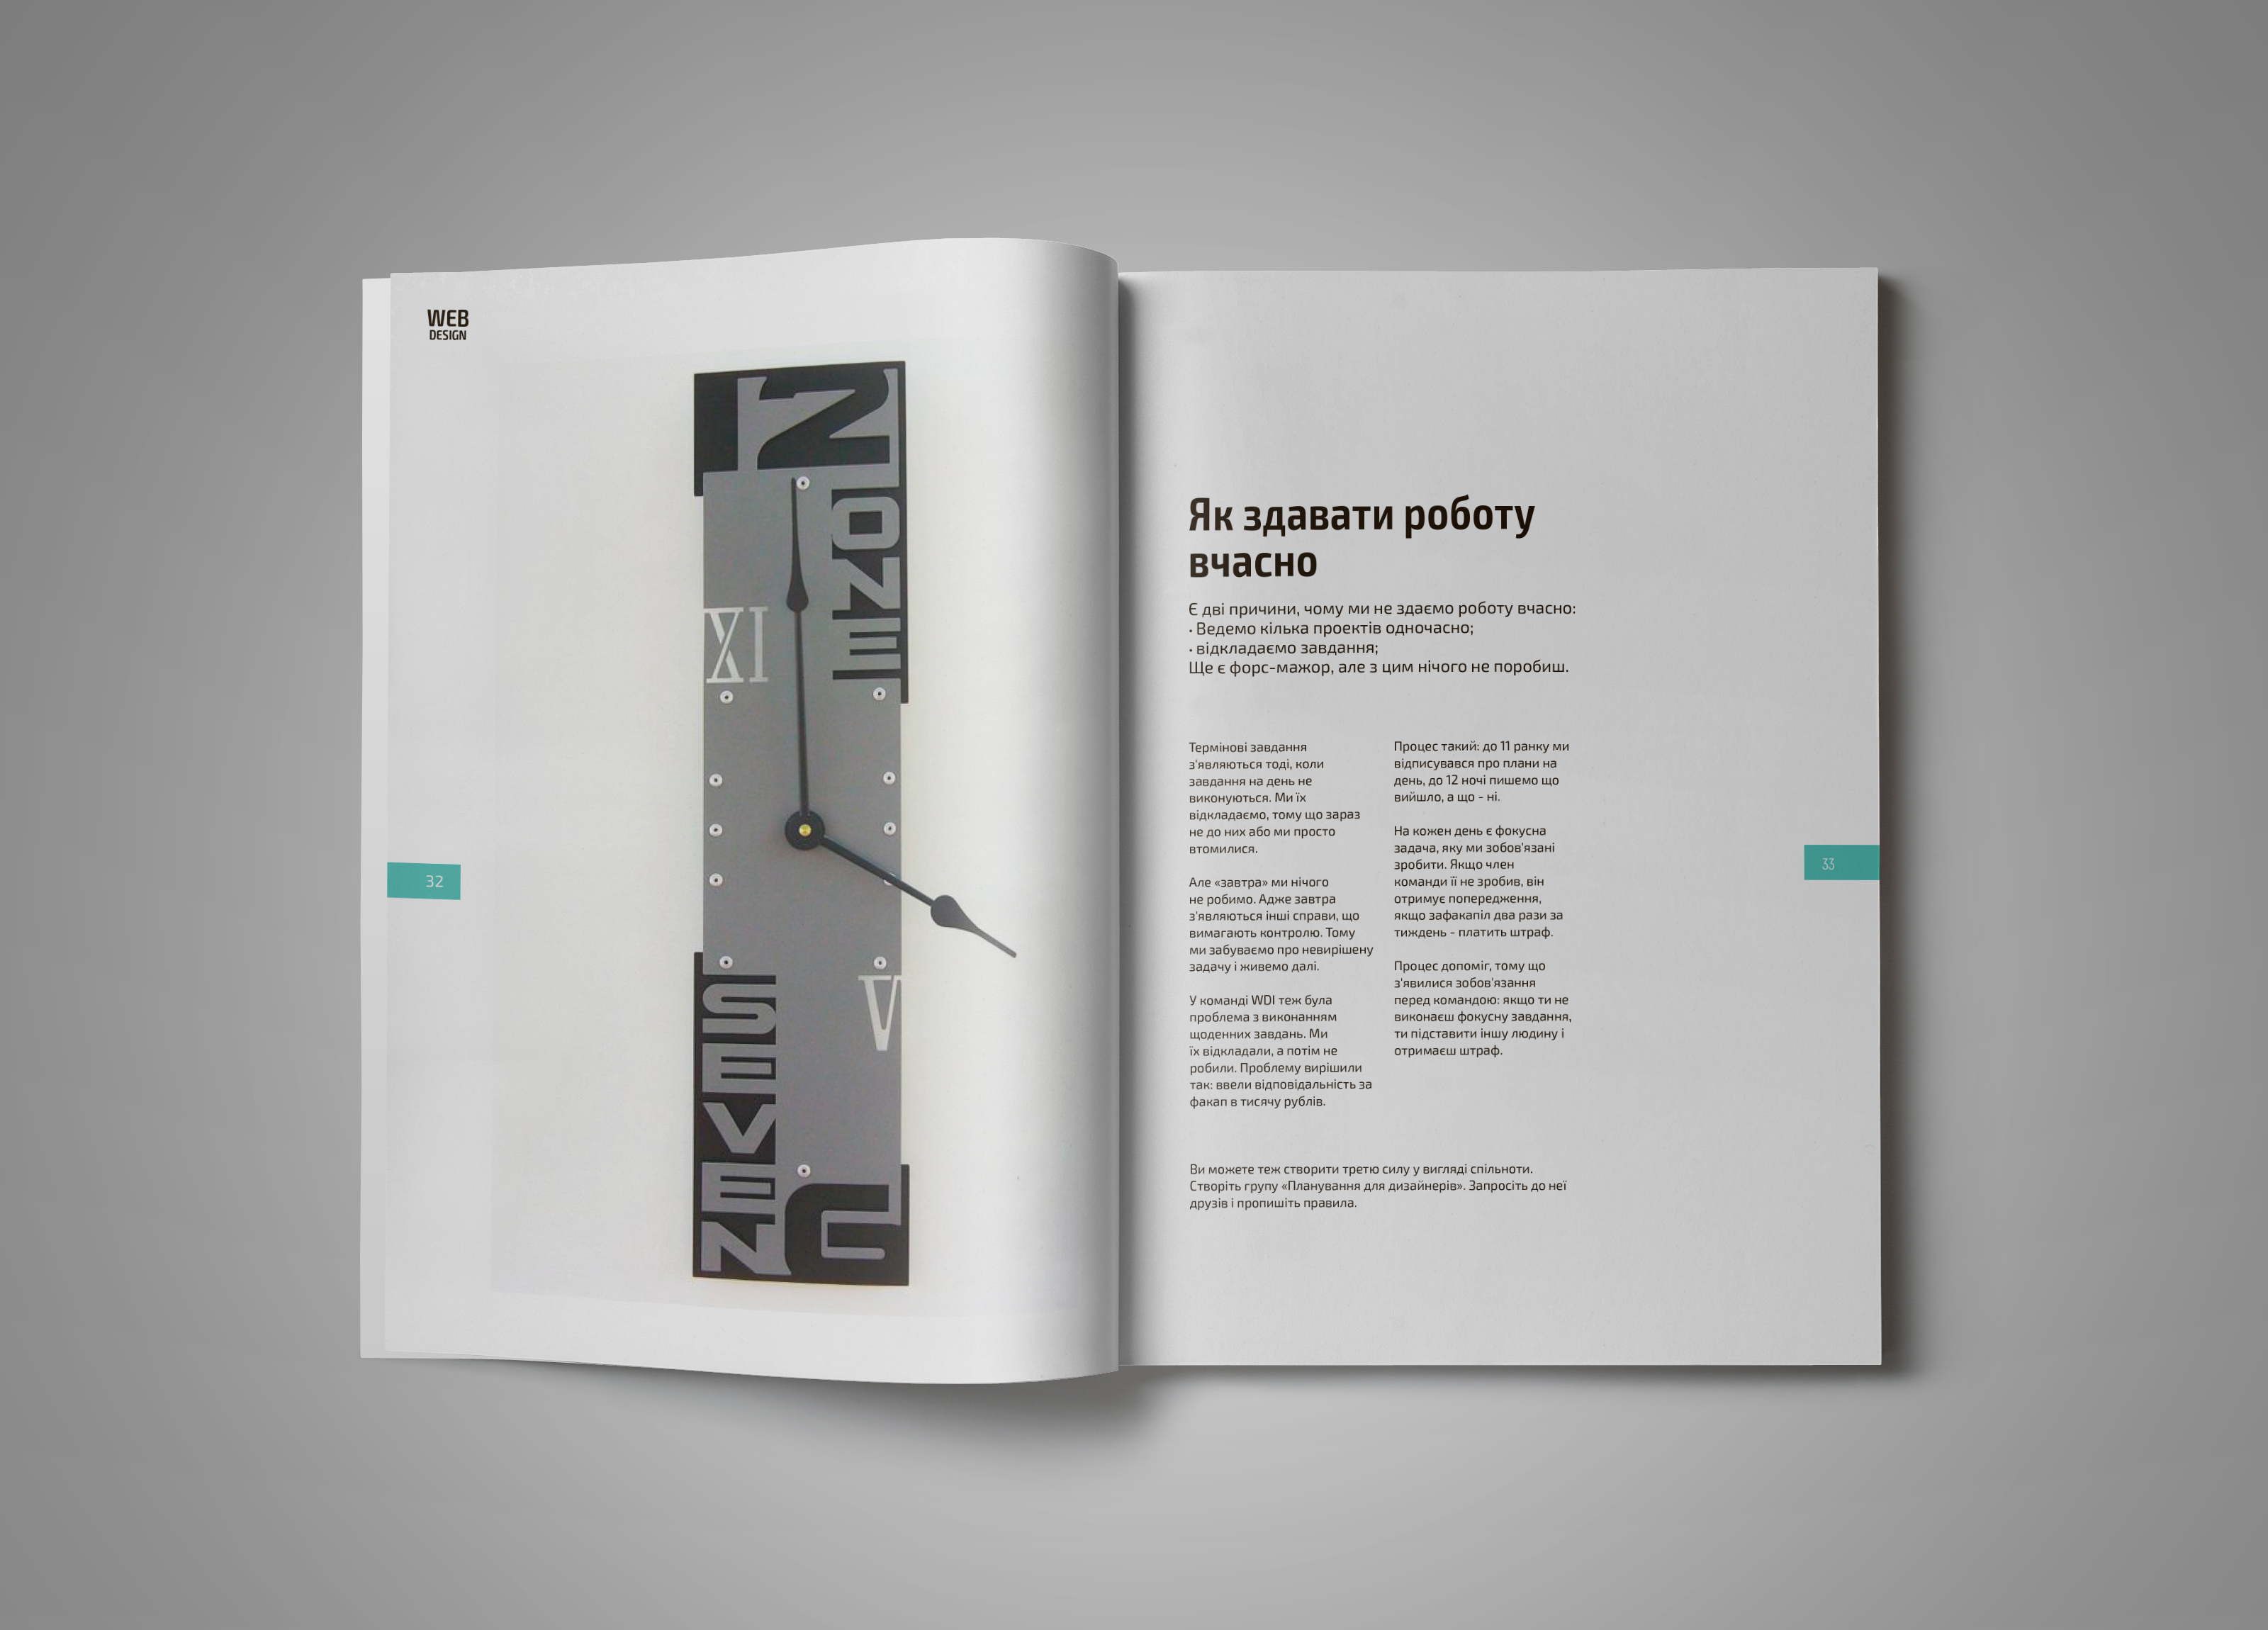 WEB
DESIGN
ONE
XI
SEVEN
V
32
Як здавати роботу
вчасно
Є дві причини, чому ми не здаємо роботу вчасно:
• Ведемо кілька проектів одночасно;
• відкладаємо завдання;
Ще є форс-мажор, але з цим нічого не поробиш.
Термінові завдання
з'являються тоді, коли
завдання на день не
виконуються. Ми їх
відкладаємо, тому що зараз
не до них або ми просто
втомилися.
Але «завтра» ми нічого
не робимо. Адже завтра
з'являються інші справи, що
вимагають контролю. Тому
ми забуваємо про невирішену
задачу і живемо далі.
У команді WDI теж була
проблема з виконанням
щоденних завдань. Ми
їх відкладали, а потім не
робили. Проблему вирішили
так: ввели відповідальність за
факап в тисячу рублів.
Процес такий: до 11 ранку ми
відписувався про плани на
день, до 12 ночі пишемо що
вийшло, а що - ні.
На кожен день є фокусна
задача, яку ми зобов'язані
зробити. Якщо член
команди її не зробив, він
отримує попередження,
якщо зафакапіл два рази за
тиждень - платить штраф.
Процес допоміг, тому що
з'явилися зобов'язання
перед командою: якщо ти не
виконаєш фокусну завдання,
ти підставити іншу людину і
отримаєш штраф.
Ви можете теж створити третю силу у вигляді спільноти.
Створіть групу «Планування для дизайнерів». Запросіть до неї
друзів і пропишіть правила.
33